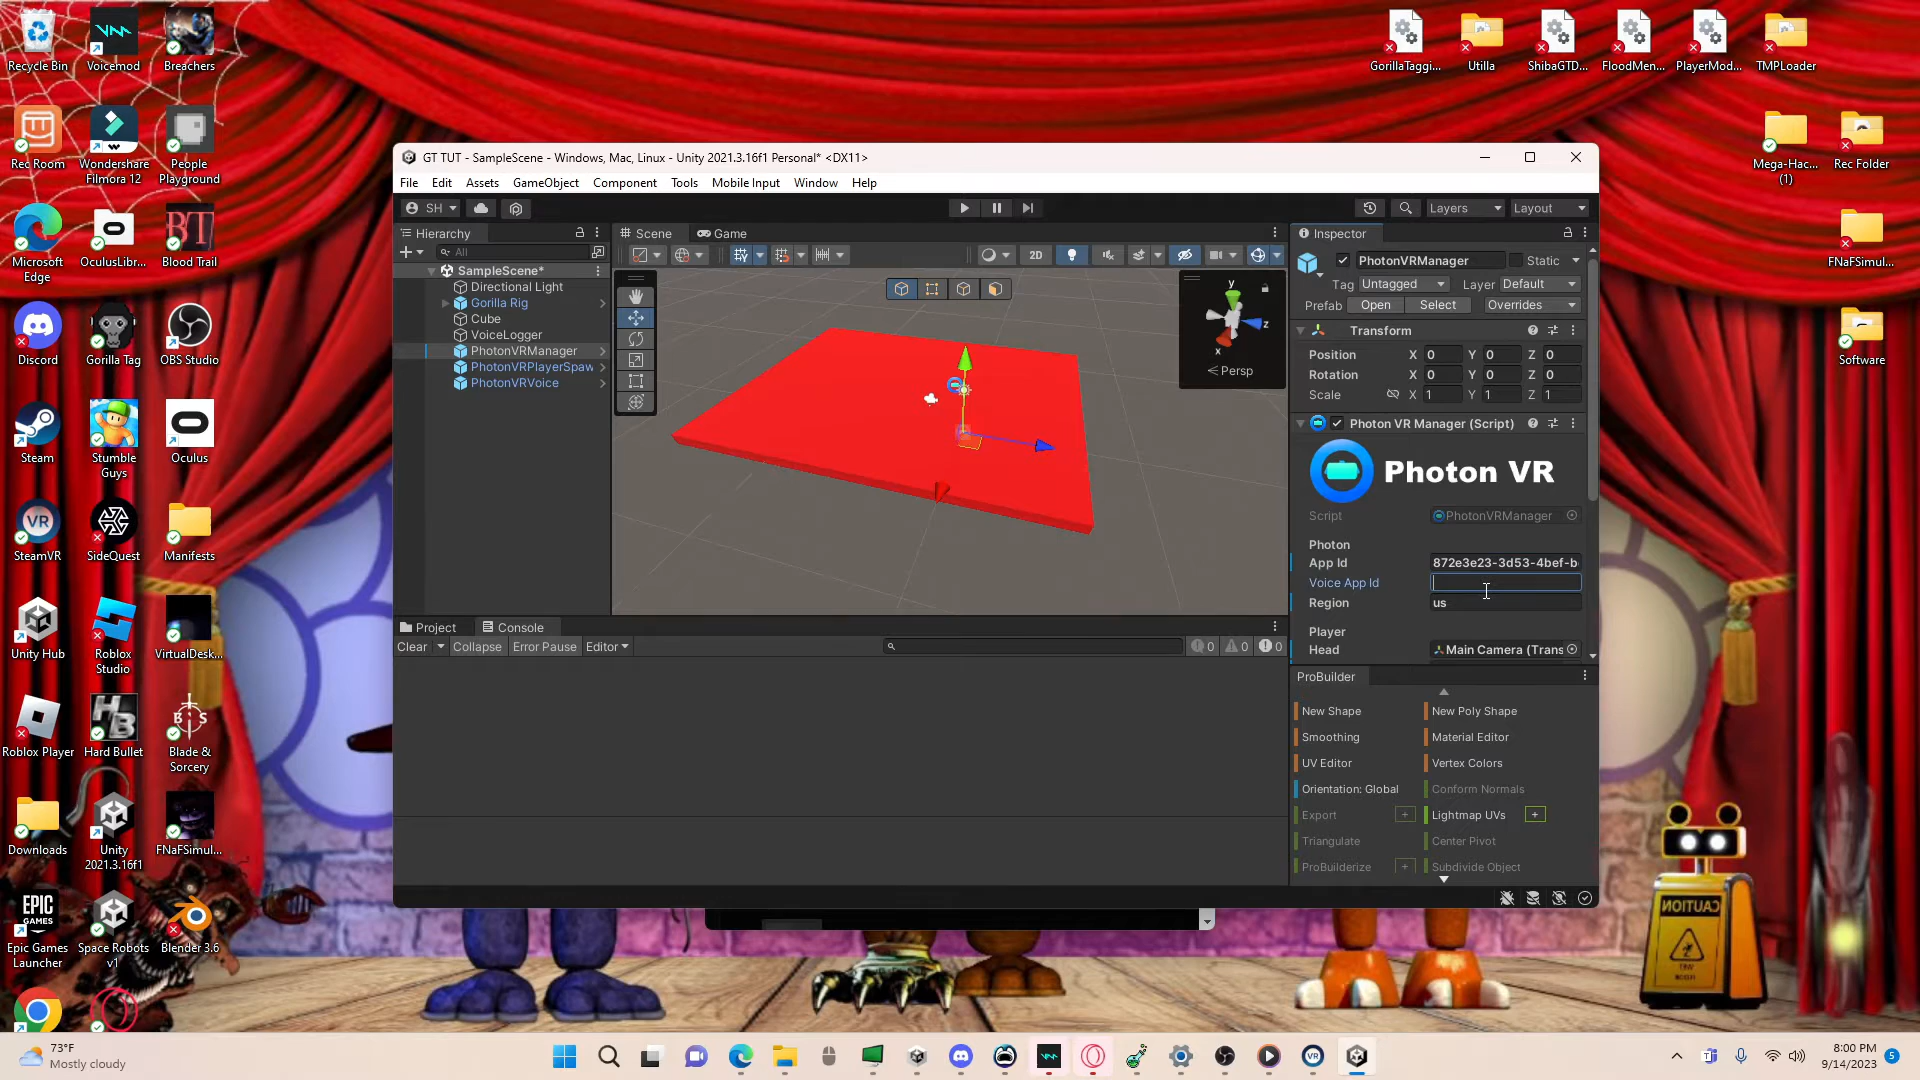 Recycle Bin
Voicemod
Breachers
Rec Room
Wondershare Filmora 12
People Playground
Microsoft Edge
OculusLibr...
Blood Trail
BT
Discord
Gorilla Tag
OBS Studio
Steam
Stumble Guys
Oculus
SteamVR
SideQuest
Manifests
Unity Hub
Roblox Studio
VirtualDesk...
Roblox Player
Hard Bullet
Blade & Sorcery
Downloads
Unity 2021.3.16f1
FNaFSimul...
EPIC GAMES
Epic Games Launcher
Space Robots v1
Blender 3.6
GorillaTaggi...
Utilla
ShibaGTD...
FloodMen...
PlayerMod...
TMPLoader
Mega-Hac... (1)
Rec Folder
FNaFSimul...
Software
GT TUT - SampleScene - Windows, Mac, Linux - Unity 2021.3.16f1 Personal* <DX11>
File Edit Assets GameObject Component Tools Mobile Input Window Help
SH
Layers
Layout
Hierarchy
All
SampleScene*
Directional Light
Gorilla Rig
Cube
VoiceLogger
PhotonVRManager
PhotonVRPlayerSpaw
PhotonVRVoice
Scene
Game
2D
y
z
x
Persp
Inspector
PhotonVRManager
Static
Tag Untagged Layer Default
Prefab Open Select Overrides
Transform
Position X 0 Y 0 Z 0
Rotation X 0 Y 0 Z 0
Scale X 1 Y 1 Z 1
Photon VR Manager (Script)
Photon VR
Script PhotonVRManager
Photon
App Id 872e3e23-3d53-4bef-b
Voice App Id
Region us
Player
Head Main Camera (Trans
Project
Console
Clear Collapse Error Pause Editor
0 0 0
ProBuilder
New Shape New Poly Shape
Smoothing Material Editor
UV Editor Vertex Colors
Orientation: Global Conform Normals
Export + Lightmap UVs +
Triangulate Center Pivot
ProBuilderize + Subdivide Object
73°F
Mostly cloudy
8:00 PM
9/14/2023
5